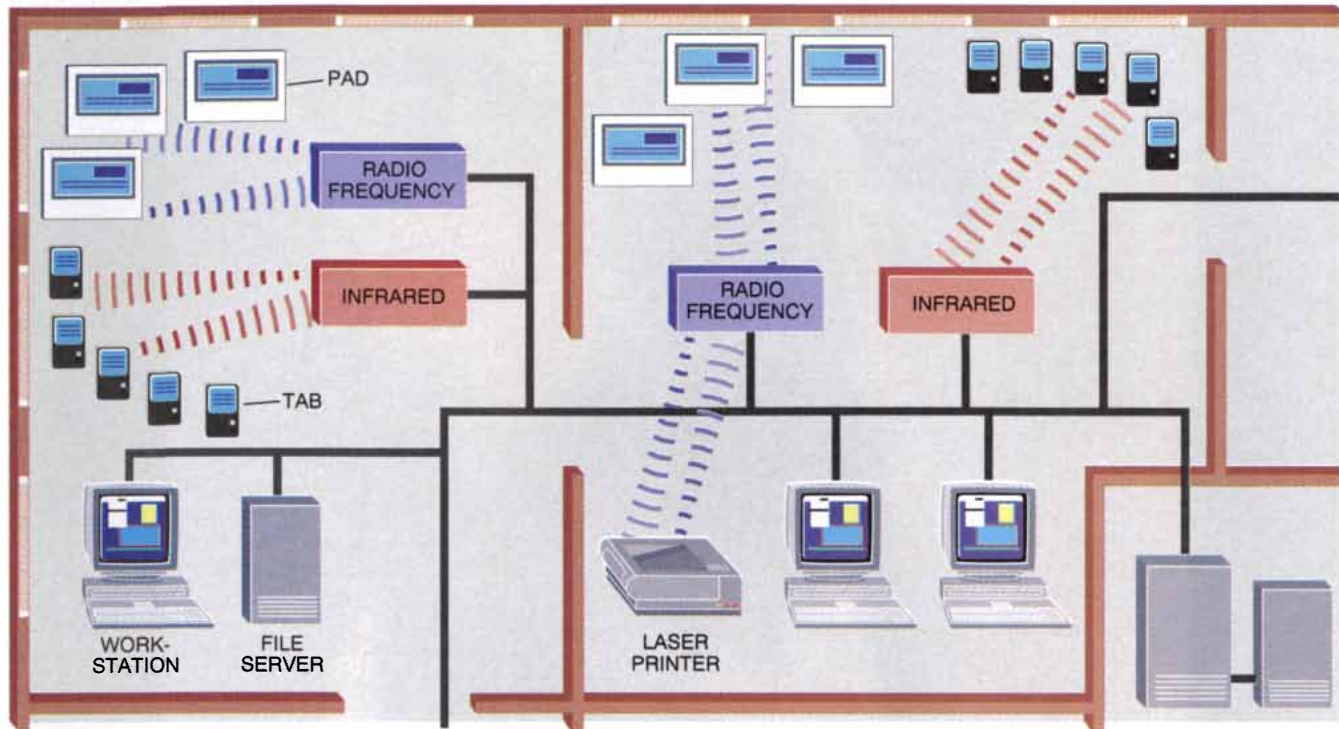 PAD
RADIO
FREQUENCY
INFRARED
TAB
WORK-
STATION
FILE
SERVER
RADIO
FREQUENCY
INFRARED
LASER
PRINTER